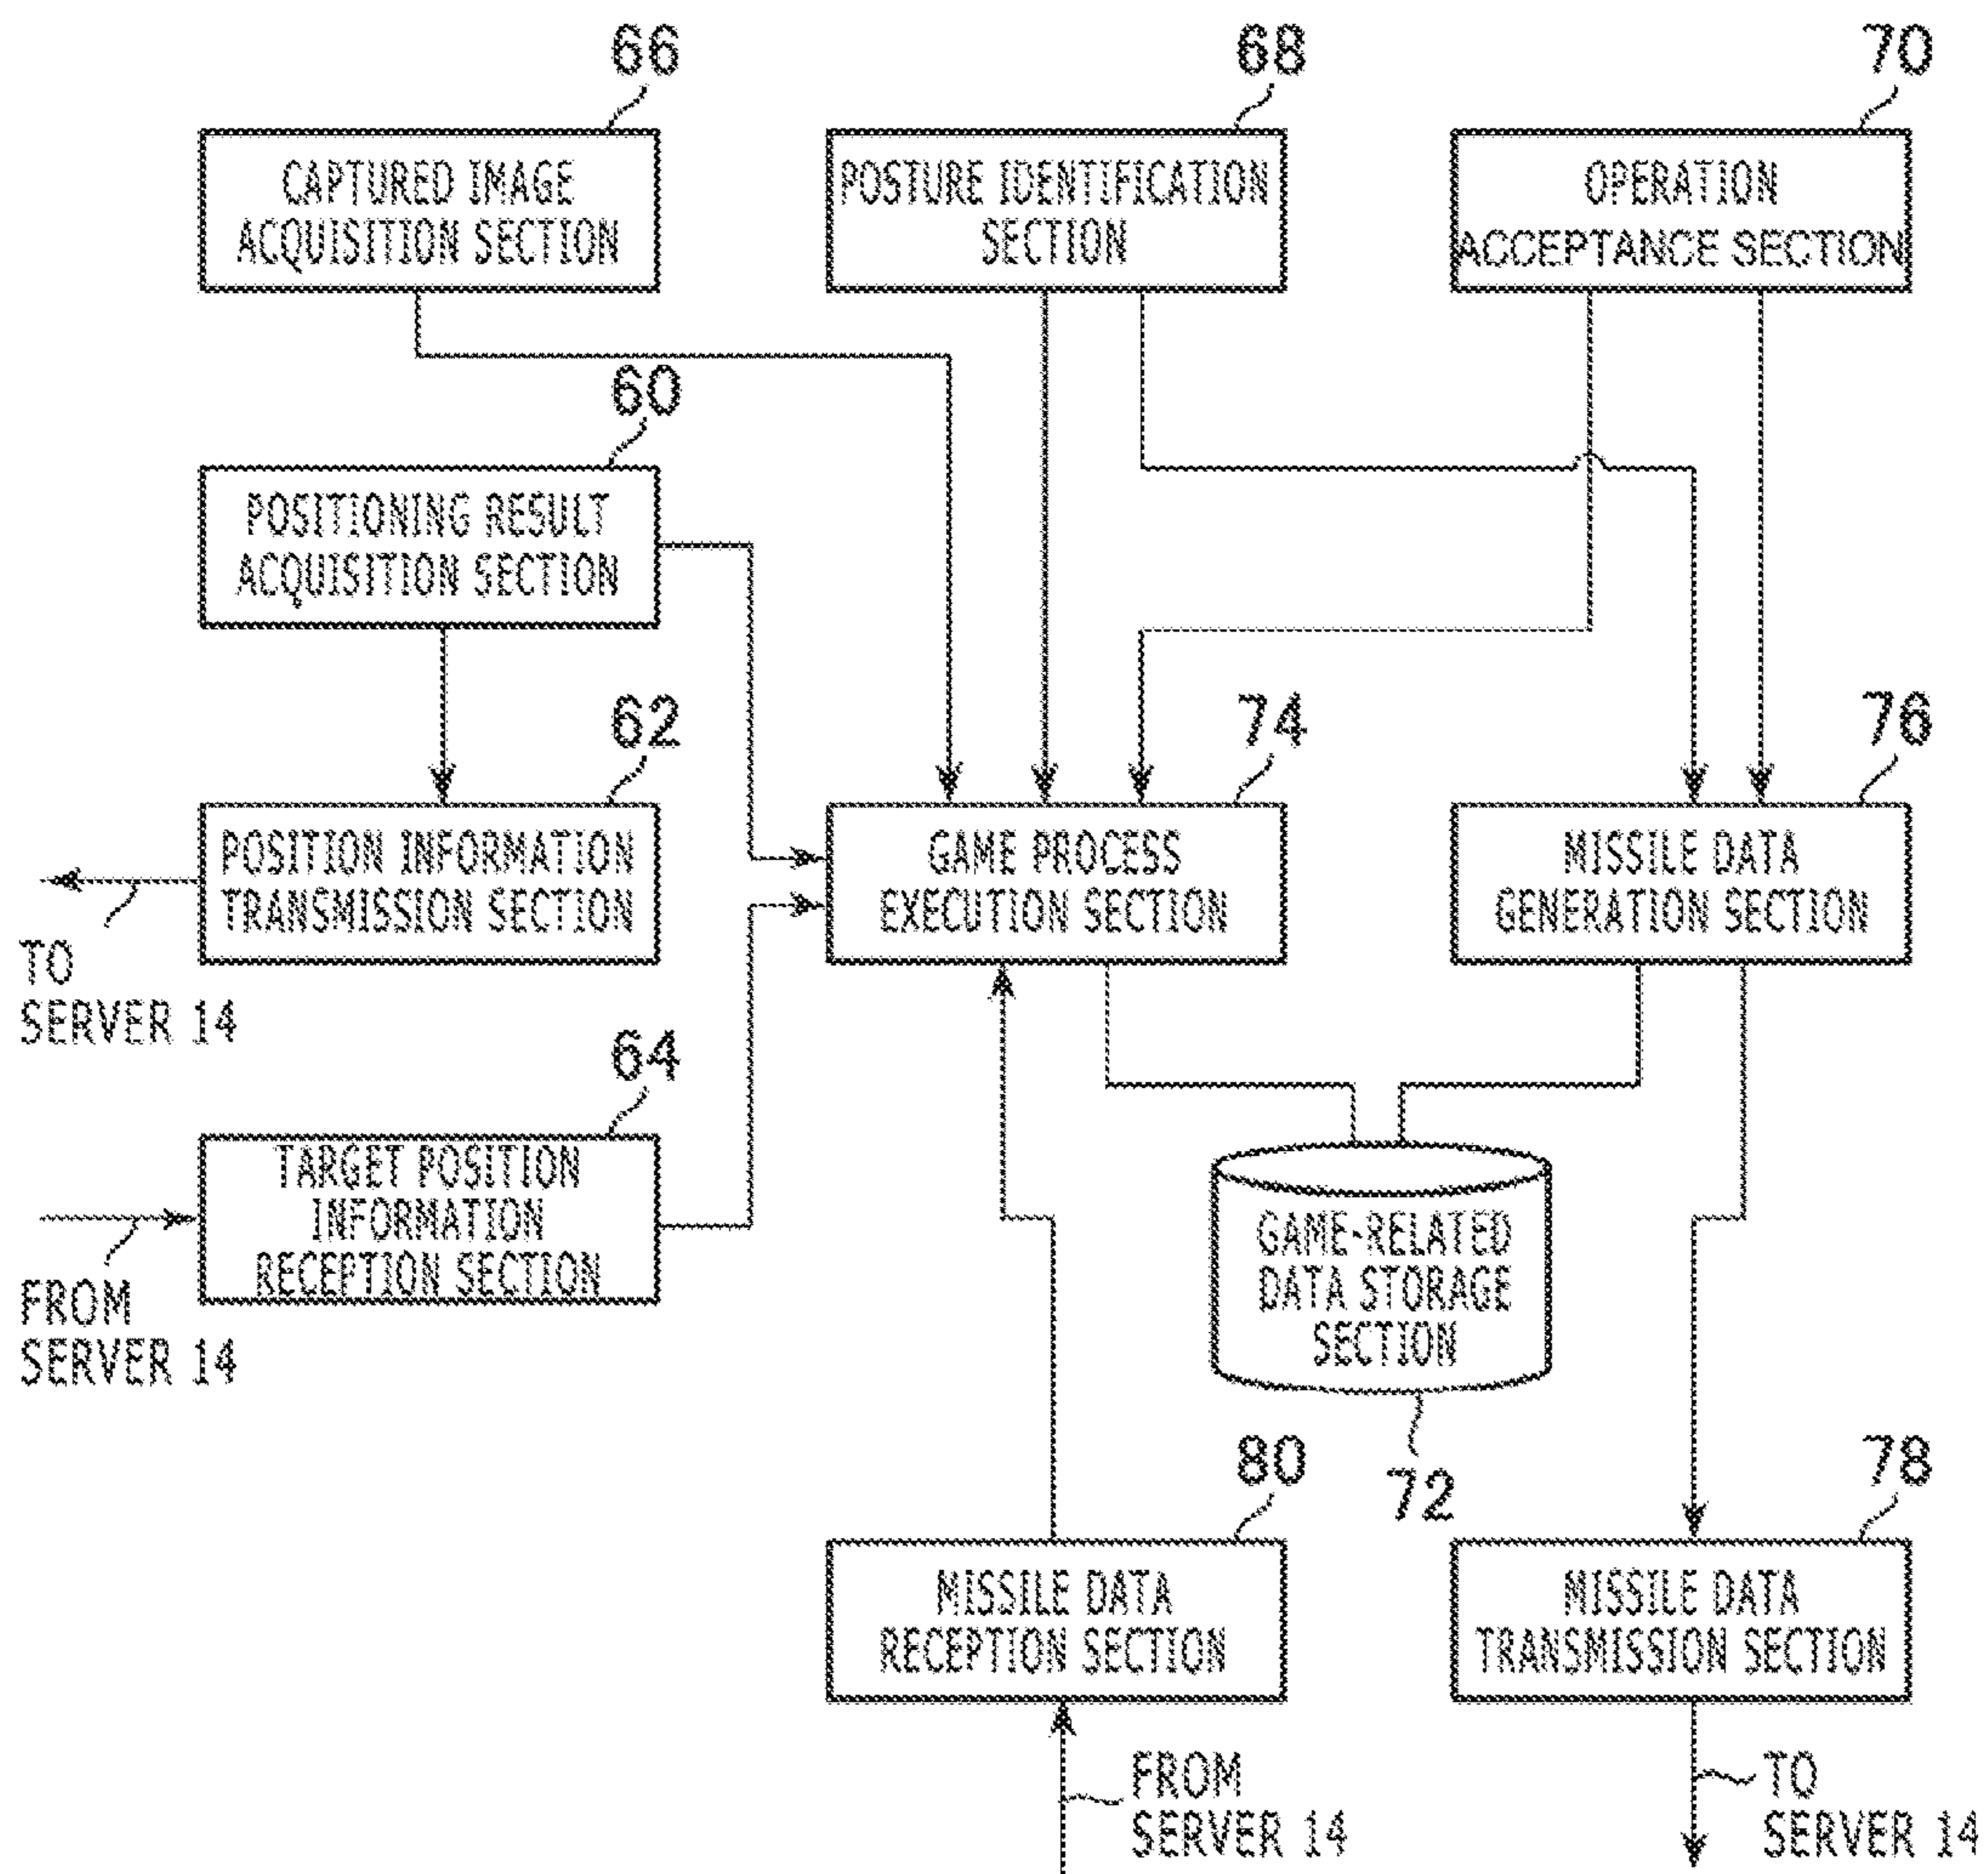 66
CAPTURED IMAGE
ACQUISITION SECTION
68
POSTURE IDENTIFICATION
SECTION
70
OPERATION
ACCEPTANCE SECTION
60
POSITIONING RESULT
ACQUISITION SECTION
62
POSITION INFORMATION
TRANSMISSION SECTION
TO
SERVER 14
74
GAME PROCESS
EXECUTION SECTION
76
MISSILE DATA
GENERATION SECTION
64
TARGET POSITION
INFORMATION
RECEPTION SECTION
FROM
SERVER 14
GAME-RELATED
DATA STORAGE
SECTION
72
80
MISSILE DATA
RECEPTION SECTION
FROM
SERVER 14
78
MISSILE DATA
TRANSMISSION SECTION
TO
SERVER 14